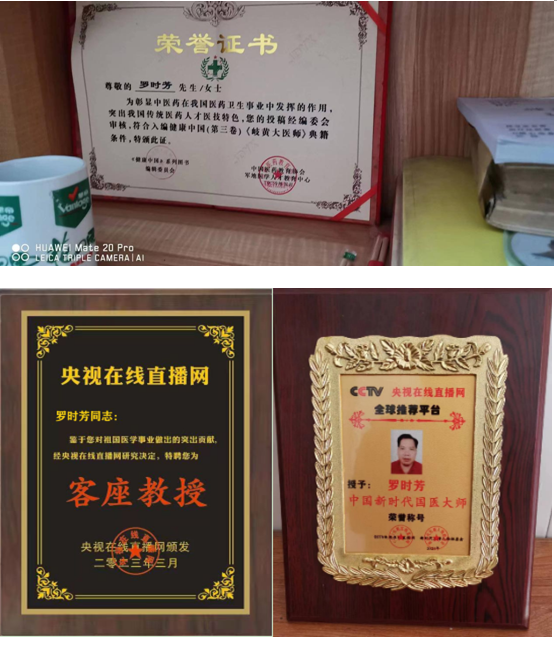 荣誉证书
尊敬的 罗时芳 先生/女士
为彰显中医药在我国医药卫生事业中发挥的作用，
突出我国传统医药人才医技特色，您的投稿经编委会
审核，符合入编健康中国(第三卷)《岐黄大医师》典籍
条件，特颁此证。
《健康中国》系列图书
编辑委员会
HUAWEI Mate 20 Pro
LEICA TRIPLE CAMERA | AI
央视在线直播网
罗时芳同志：
鉴于您对祖国医学事业做出的突出贡献，
经央视在线直播网研究决定，特聘您为
客座教授
央视在线直播网颁发
二零二三年三月
CCTV 央视在线直播网
全球推荐平台
授予： 罗时芳
中国新时代国医大师
荣誉称号